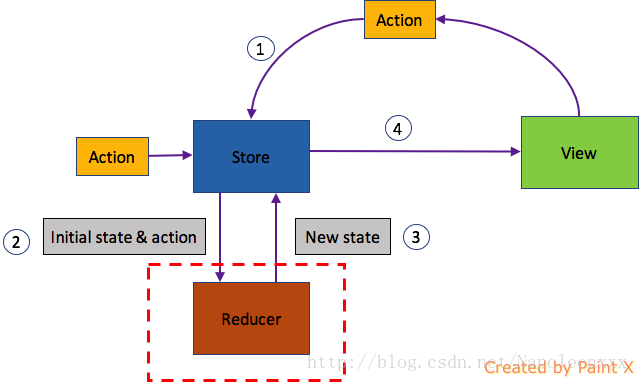 Action
1
4
Action
Store
View
2
Initial state & action
New state
3
Reducer
http://blog.csdn.net/Napoleonxxx
Created by Paint X